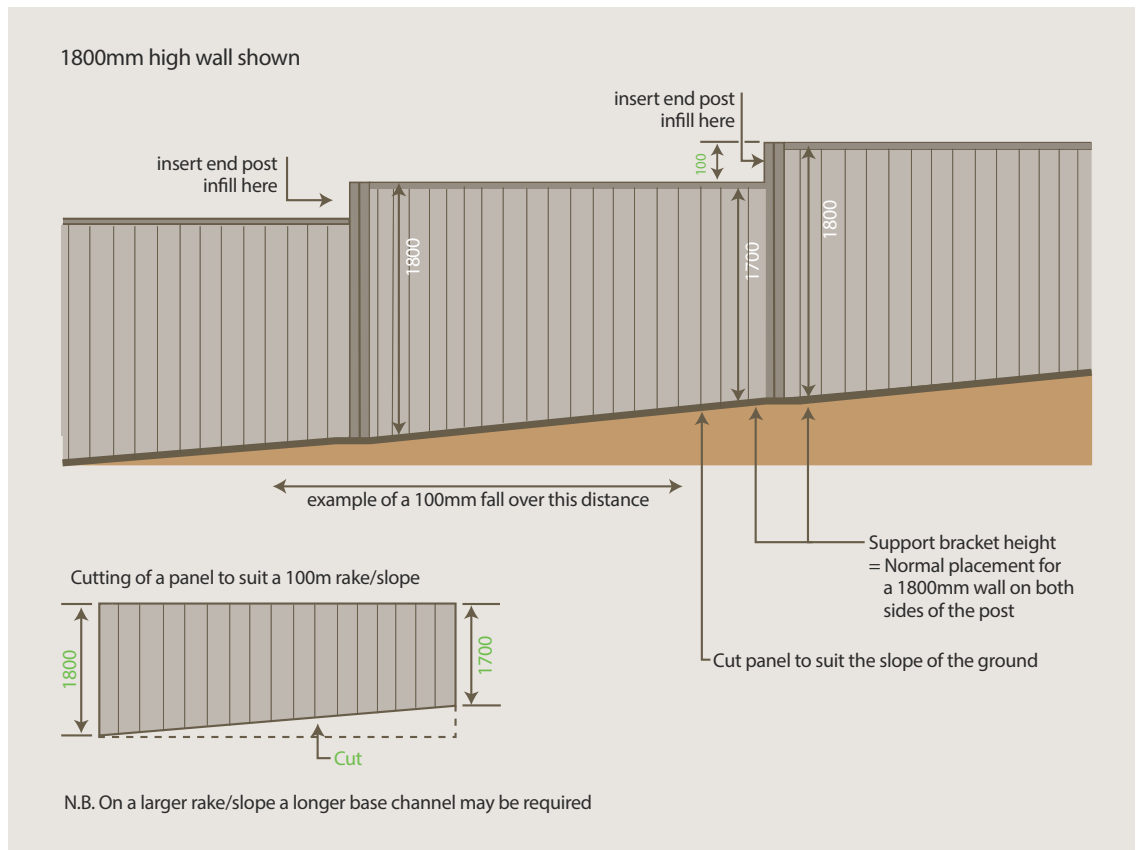 1800mm high wall shown
insert end post
infill here
insert end post
infill here
100
1800
1700
1800
example of a 100mm fall over this distance
Support bracket height
= Normal placement for
a 1800mm wall on both
sides of the post
Cut panel to suit the slope of the ground
Cutting of a panel to suit a 100m rake/slope
1800
1700
Cut
N.B. On a larger rake/slope a longer base channel may be required